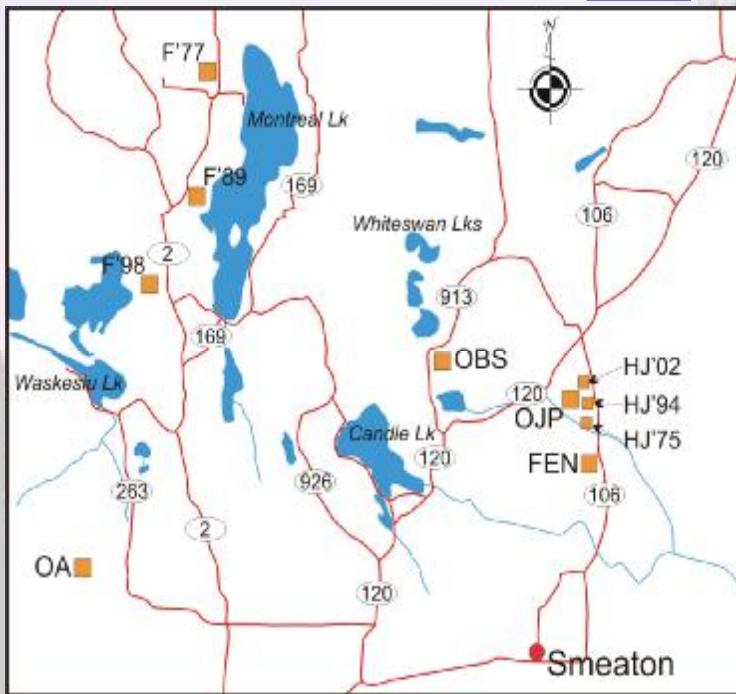 N
F'77
Montreal Lk
120
F'89
169
106
Whiteswan Lks
2
F'98
913
169
OBS
HJ'02
Waskesiu Lk
120
HJ'94
OJP
Candle Lk
HJ'75
120
FEN
926
263
106
2
OA
120
Smeaton